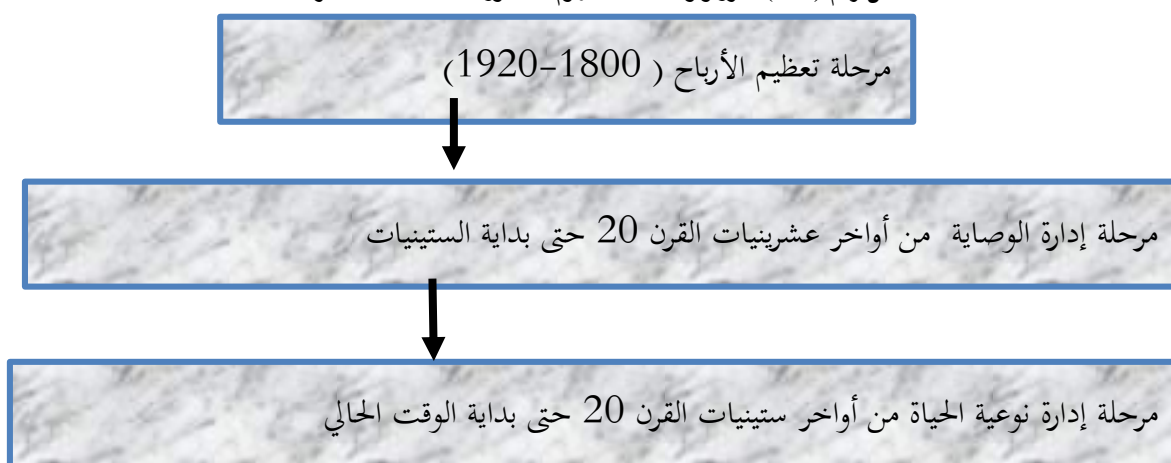 مرحلة تعظيم الأرباح ( 1800-1920)
مرحلة إدارة الوصاية من أواخر عشرينيات القرن 20 حتى بداية الستينيات
مرحلة إدارة نوعية الحياة من أواخر ستينيات القرن 20 حتى بداية الوقت الحالي